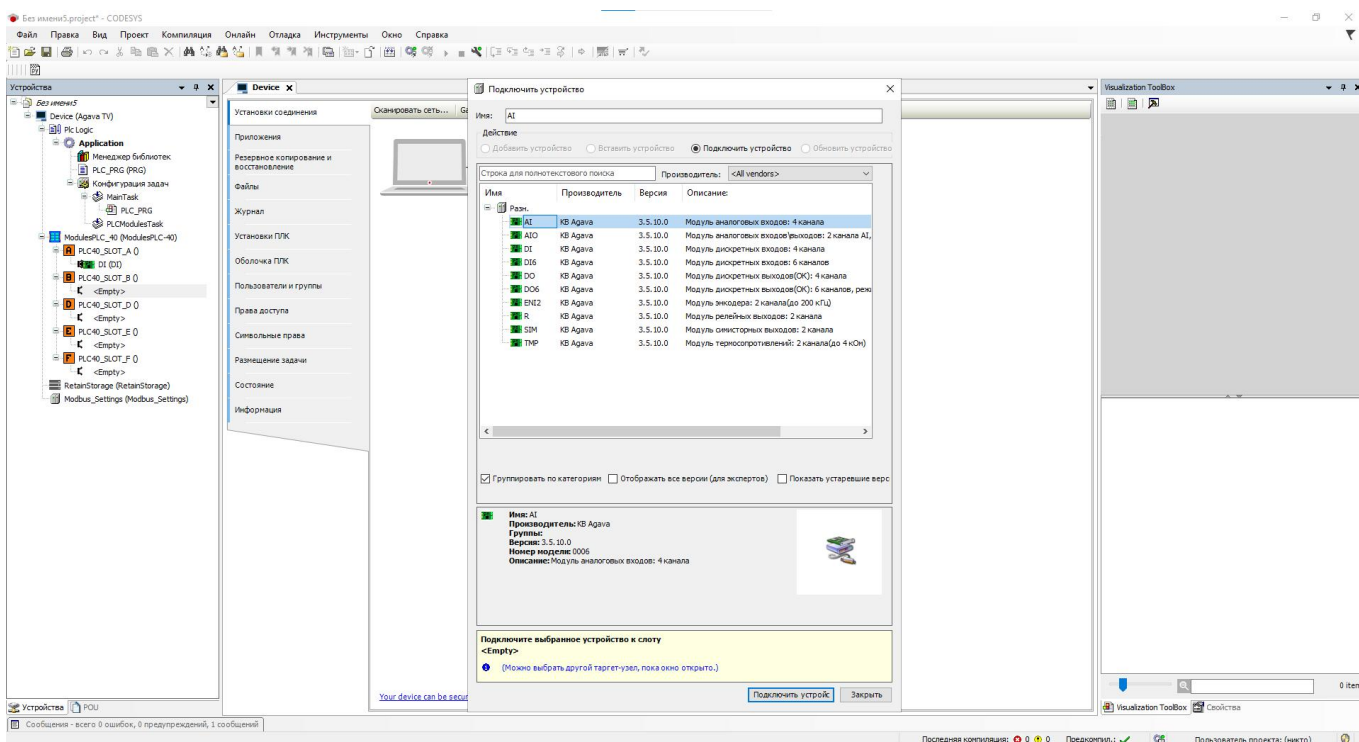 Без имени5.project* - CODESYS
Файл Правка Вид Проект Компиляция Онлайн Отладка Инструменты Окно Справка
Устройства
Без имени5
Device (Agava TV)
Plc Logic
Application
Менеджер библиотек
PLC_PRG (PRG)
Конфигурация задач
MainTask
PLC_PRG
PLCModulesTask
ModulesPLC_40 (ModulesPLC-40)
A PLC40_SLOT_A ()
DI (DI)
B PLC40_SLOT_B ()
<Empty>
D PLC40_SLOT_D ()
<Empty>
E PLC40_SLOT_E ()
<Empty>
F PLC40_SLOT_F ()
<Empty>
RetainStorage (RetainStorage)
Modbus_Settings (Modbus_Settings)
Устройства POU
Device
Установки соединения
Приложения
Резервное копирование и
восстановление
Файлы
Журнал
Установки ПЛК
Оболочка ПЛК
Пользователи и группы
Права доступа
Символьные права
Размещение задачи
Состояние
Информация
Сканировать сеть...
Your device can be secur
Подключить устройство
Имя: AI
Действие
Добавить устройство Вставить устройство Подключить устройство Обновить устройство
Строка для полнотекстового поиска Производитель: <All vendors>
Имя Производитель Версия Описание:
Разн.
AI KB Agava 3.5.10.0 Модуль аналоговых входов: 4 канала
AIO KB Agava 3.5.10.0 Модуль аналоговых входов\выходов: 2 канала AI,
DI KB Agava 3.5.10.0 Модуль дискретных входов: 4 канала
DI6 KB Agava 3.5.10.0 Модуль дискретных входов: 6 каналов
DO KB Agava 3.5.10.0 Модуль дискретных выходов(ОК): 4 канала
DO6 KB Agava 3.5.10.0 Модуль дискретных выходов(ОК): 6 каналов, режи
ENI2 KB Agava 3.5.10.0 Модуль энкодера: 2 канала(до 200 кГц)
R KB Agava 3.5.10.0 Модуль релейных выходов: 2 канала
SIM KB Agava 3.5.10.0 Модуль симисторных выходов: 2 канала
TMP KB Agava 3.5.10.0 Модуль термосопротивлений: 2 канала(до 4 кОм)
Группировать по категориям Отображать все версии (для экспертов) Показать устаревшие верс
Имя: AI
Производитель: KB Agava
Группы:
Версия: 3.5.10.0
Номер модели: 0006
Описание: Модуль аналоговых входов: 4 канала
Подключите выбранное устройство к слоту
<Empty>
(Можно выбрать другой таргет-узел, пока окно открыто.)
Подключить устройс Закрыть
Visualization ToolBox
0 item
Visualization ToolBox Свойства
Сообщения - всего 0 ошибок, 0 предупреждений, 1 сообщений
Последняя компиляция: 0 0 Предкомпил.: Пользователь проекта: (никто)